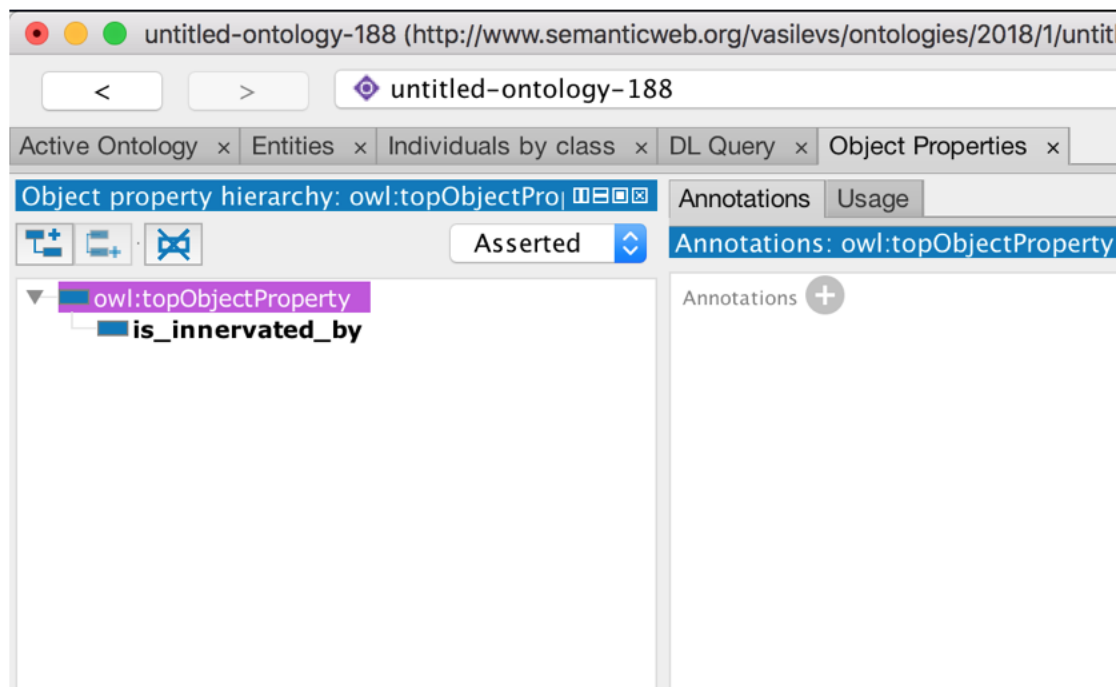 untitled-ontology-188 (http://www.semanticweb.org/vasilevs/ontologies/2018/1/untitl
< > untitled-ontology-188
Active Ontology × Entities × Individuals by class × DL Query × Object Properties ×
Object property hierarchy: owl:topObjectProp
Annotations Usage
Asserted
Annotations: owl:topObjectProperty
owl:topObjectProperty
Annotations
is_innervated_by